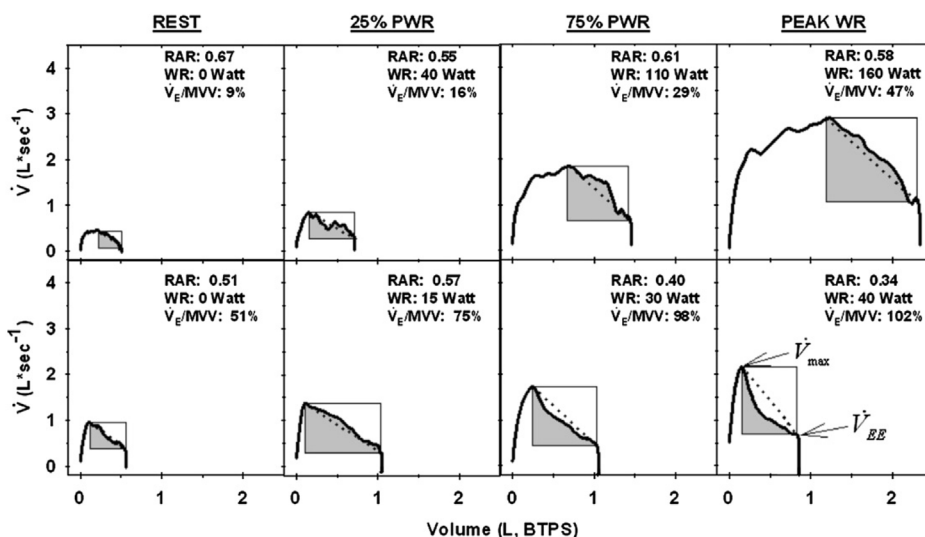 REST 25% PWR 75% PWR PEAK WR
RAR: 0.67
WR: 0 Watt
V̇E/MVV: 9%
RAR: 0.55
WR: 40 Watt
V̇E/MVV: 16%
RAR: 0.61
WR: 110 Watt
V̇E/MVV: 29%
RAR: 0.58
WR: 160 Watt
V̇E/MVV: 47%
4
3
2
1
0
V̇ (L*sec-1)
RAR: 0.51
WR: 0 Watt
V̇E/MVV: 51%
RAR: 0.57
WR: 15 Watt
V̇E/MVV: 75%
RAR: 0.40
WR: 30 Watt
V̇E/MVV: 98%
RAR: 0.34
WR: 40 Watt
V̇E/MVV: 102%
V̇max
V̇EE
4
3
2
1
0
V̇ (L*sec-1)
0 1 2 0 1 2 0 1 2 0 1 2
Volume (L, BTPS)